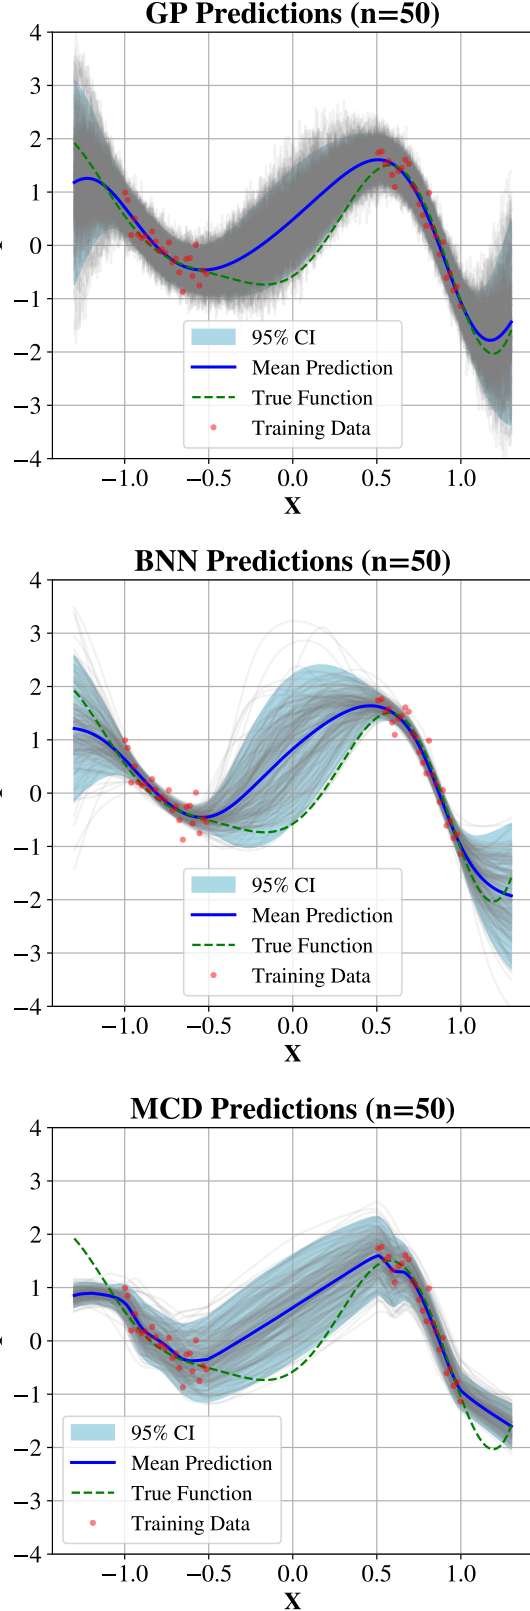 GP Predictions (n=50)
4
3
2
1
0
−1
−2
−3
−4
95% CI
Mean Prediction
True Function
Training Data
−1.0 −0.5 0.0 0.5 1.0
X
BNN Predictions (n=50)
4
3
2
1
0
−1
−2
−3
−4
95% CI
Mean Prediction
True Function
Training Data
−1.0 −0.5 0.0 0.5 1.0
X
MCD Predictions (n=50)
4
3
2
1
0
−1
−2
−3
−4
95% CI
Mean Prediction
True Function
Training Data
−1.0 −0.5 0.0 0.5 1.0
X